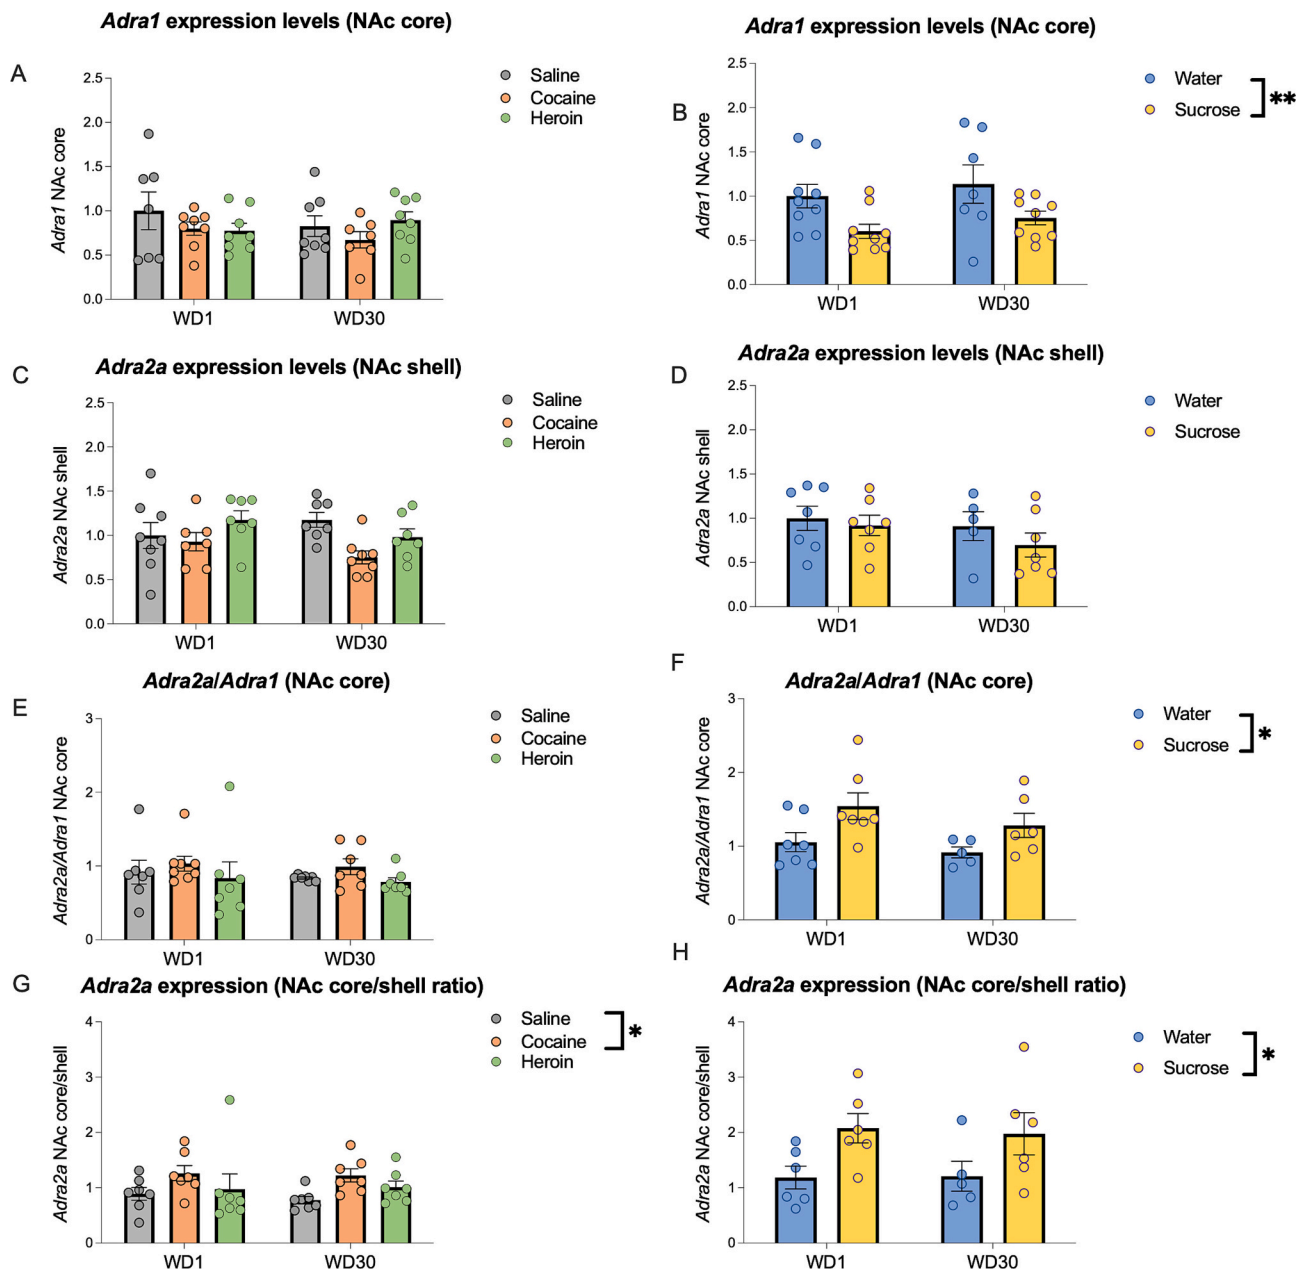 Adra1 expression levels (NAc core)
A
2.5
2.0
1.5
1.0
0.5
0.0
Adra1 NAc core
WD1
WD30
Saline
Cocaine
Heroin
Adra1 expression levels (NAc core)
B
2.5
2.0
1.5
1.0
0.5
0.0
Adra1 NAc core
WD1
WD30
Water
Sucrose
**
Adra2a expression levels (NAc shell)
C
2.5
2.0
1.5
1.0
0.5
0.0
Adra2a NAc shell
WD1
WD30
Saline
Cocaine
Heroin
Adra2a expression levels (NAc shell)
D
2.5
2.0
1.5
1.0
0.5
0.0
Adra2a NAc shell
WD1
WD30
Water
Sucrose
Adra2a/Adra1 (NAc core)
E
3
2
1
0
Adra2a/Adra1 NAc core
WD1
WD30
Saline
Cocaine
Heroin
F
Adra2a/Adra1 (NAc core)
3
2
1
0
Adra2a/Adra1 NAc core
WD1
WD30
Water
Sucrose
*
G
Adra2a expression (NAc core/shell ratio)
4
3
2
1
0
Adra2a NAc core/shell
WD1
WD30
Saline
Cocaine
Heroin
*
H
Adra2a expression (NAc core/shell ratio)
4
3
2
1
0
Adra2a NAc core/shell
WD1
WD30
Water
Sucrose
*